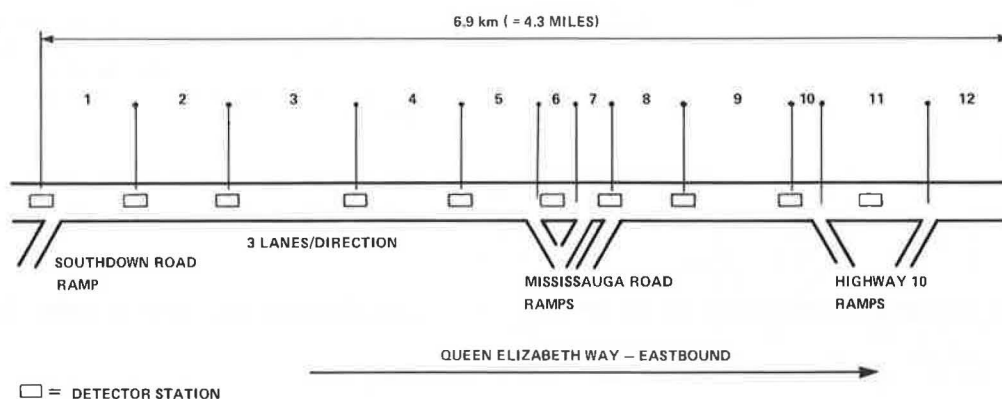 6.9 km ( = 4.3 MILES)
1 2 3 4 5 6 7 8 9 10 11 12
3 LANES/DIRECTION
SOUTHDOWN ROAD
RAMP
MISSISSAUGA ROAD
RAMPS
HIGHWAY 10
RAMPS
QUEEN ELIZABETH WAY – EASTBOUND
= DETECTOR STATION